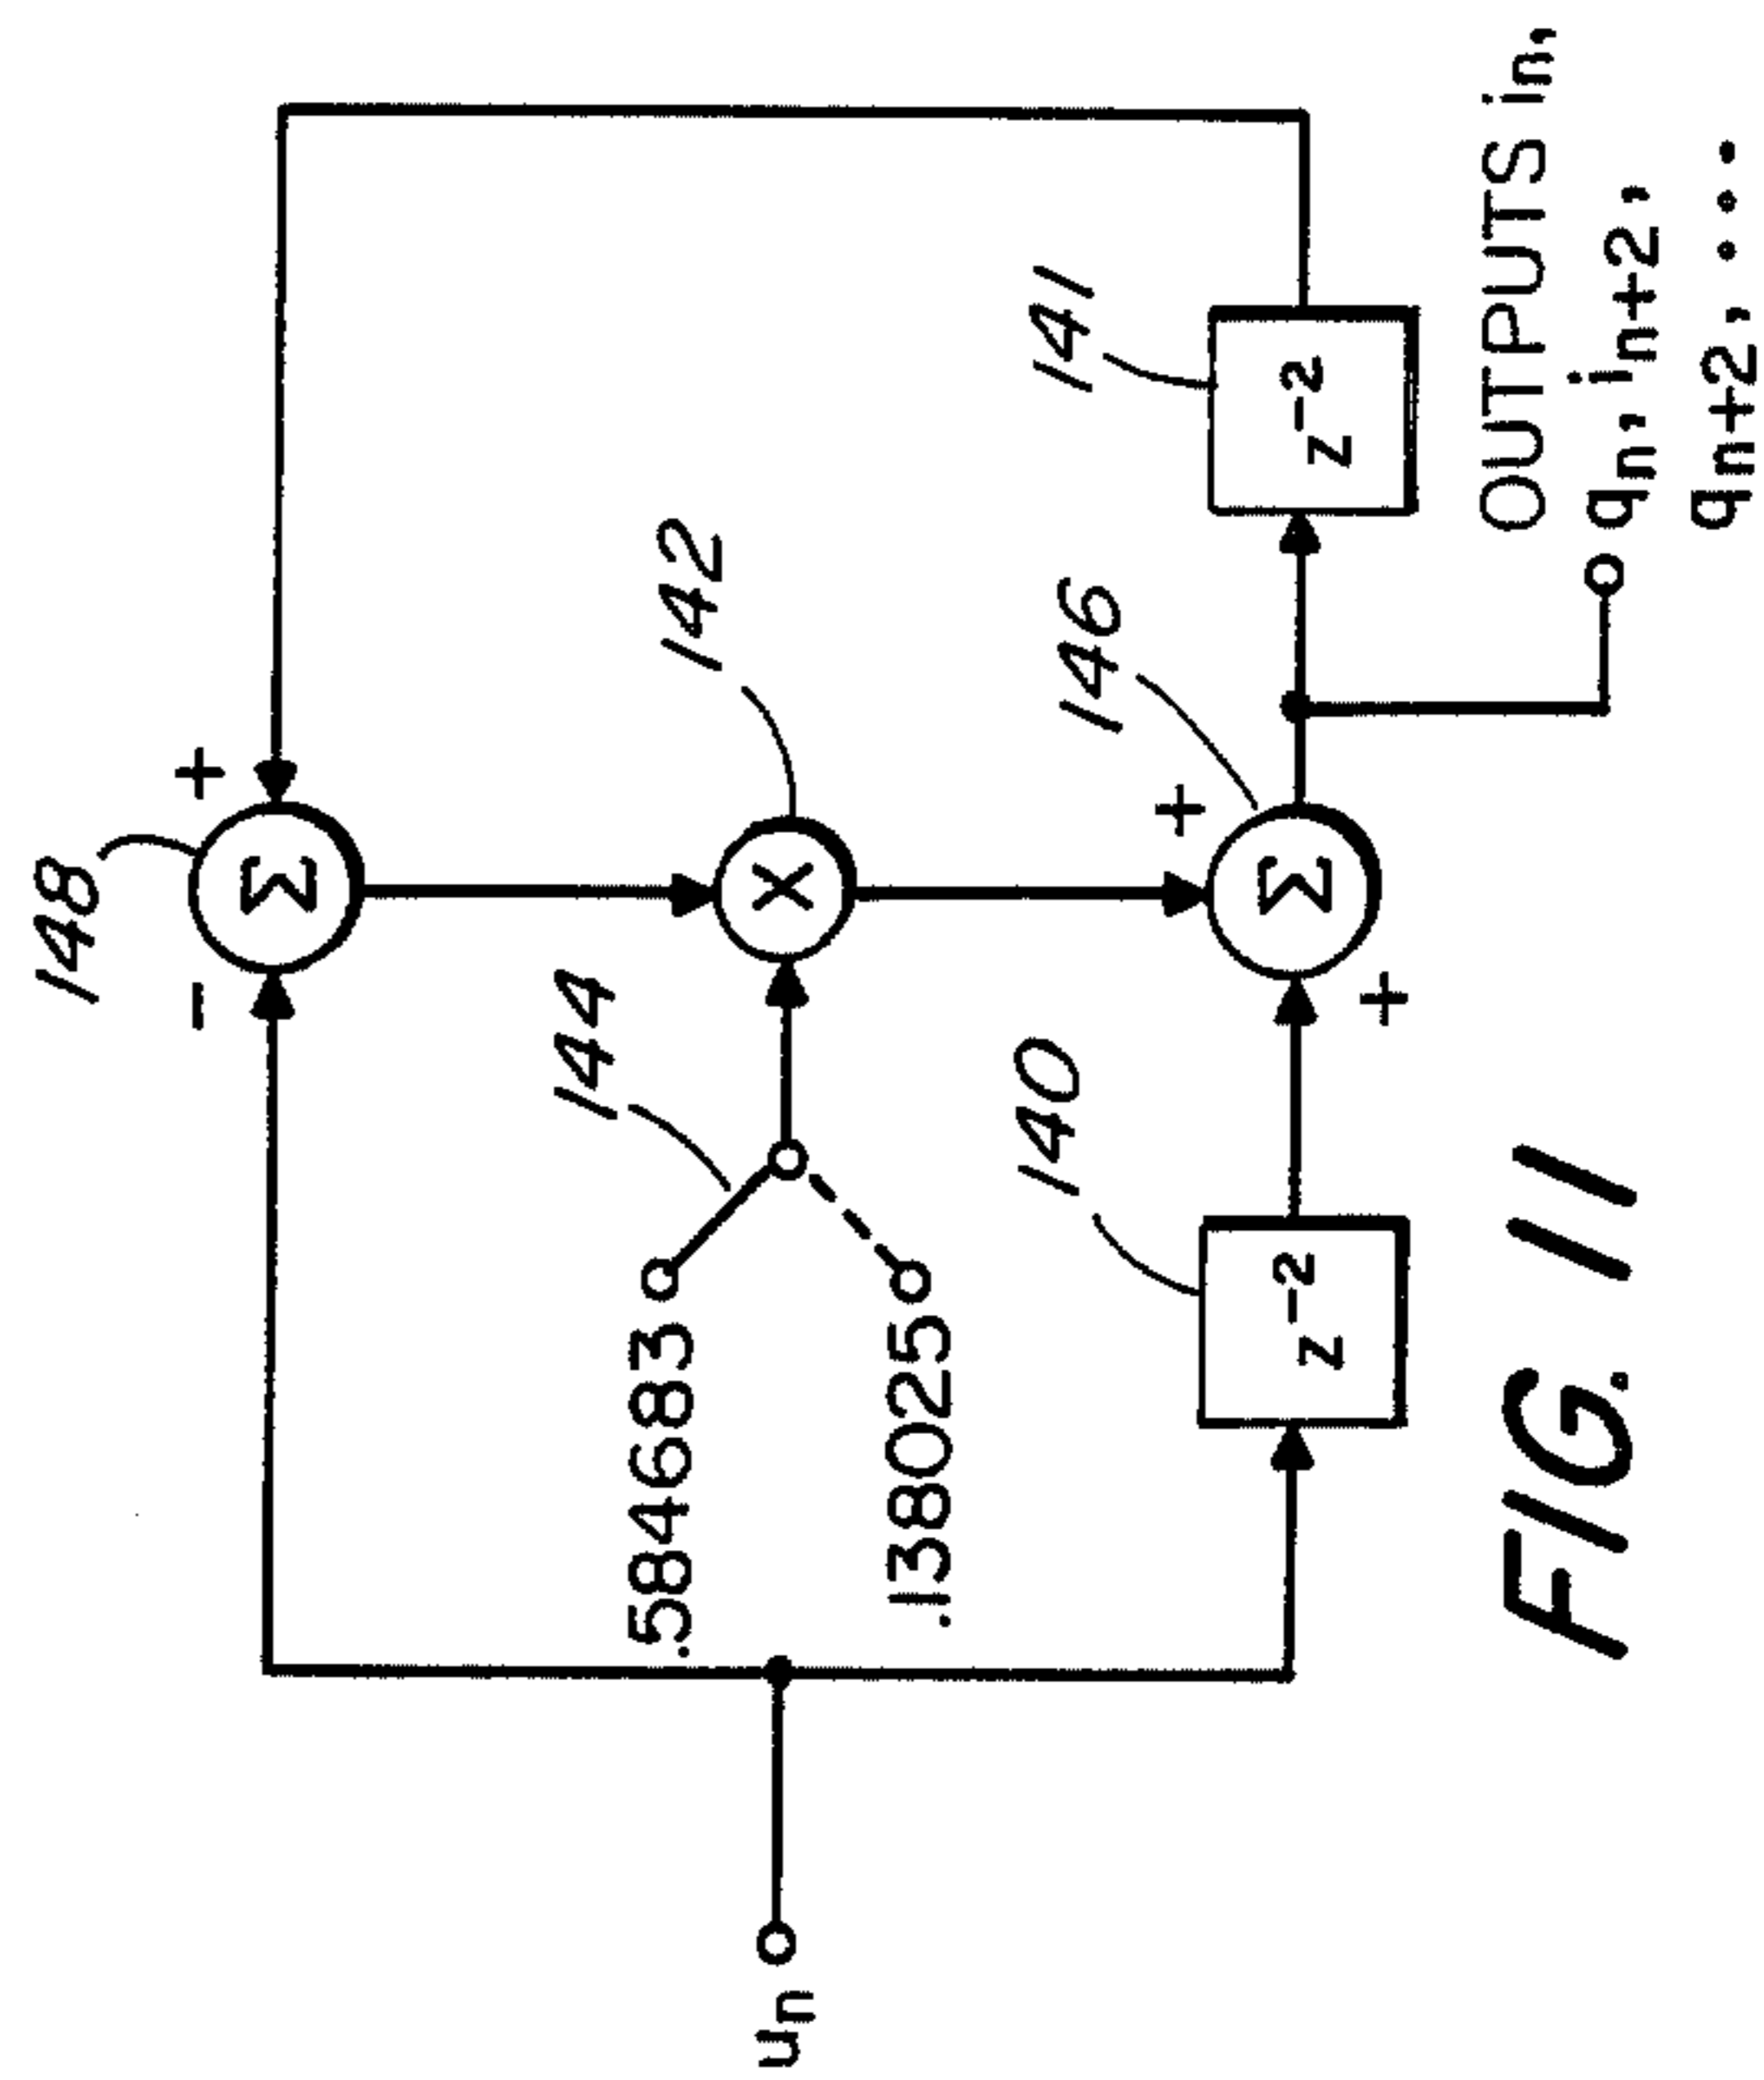 148
-
+
Σ
144
142
.584683
X
.138025
uₙ
140
146
141
z⁻²
+
+
Σ
z⁻²
OUTPUTS iₙ,
qₙ, iₙ₊₂,
qₙ₊₂, ...
FIG. 11